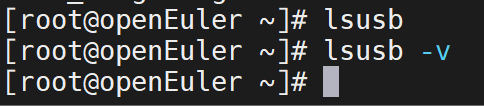 [root@openEuler ~]# lsusb
[root@openEuler ~]# lsusb -v
[root@openEuler ~]#